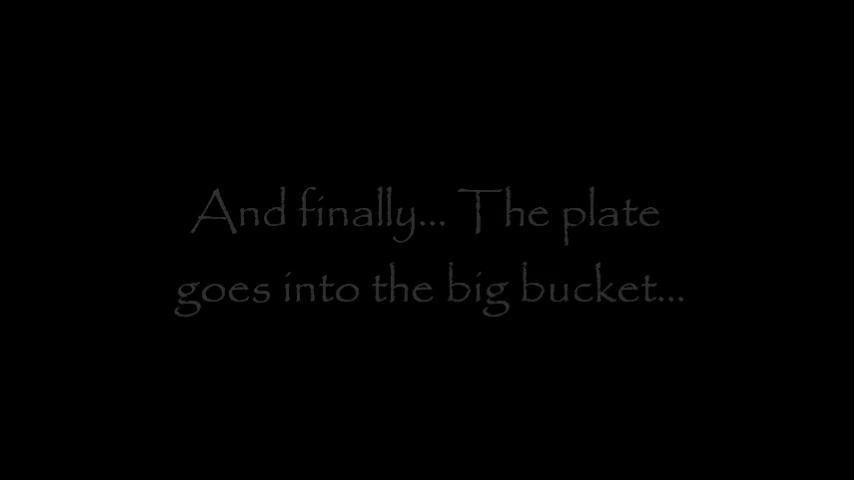 And finally... The plate
goes into the big bucket...